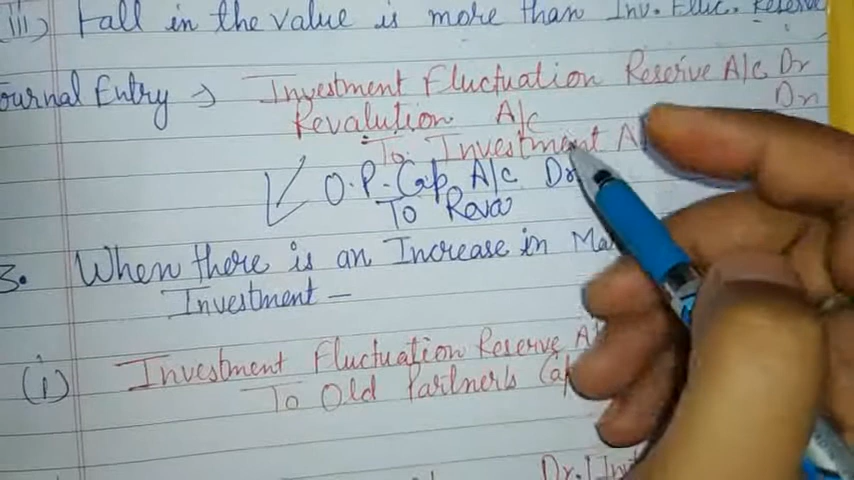 (iii) Fall in the value is more than Inv. Fluc. Reserve
Journal Entry → Investment Fluctuation Reserve A/c Dr
Revalution A/c Dr
To Investment A
O.P. Cap. A/c Dr
To Reva
3. When there is an Increase in Ma
Investment –
(i) Investment Fluctuation Reserve A
To Old Partner's Cap
Dr.